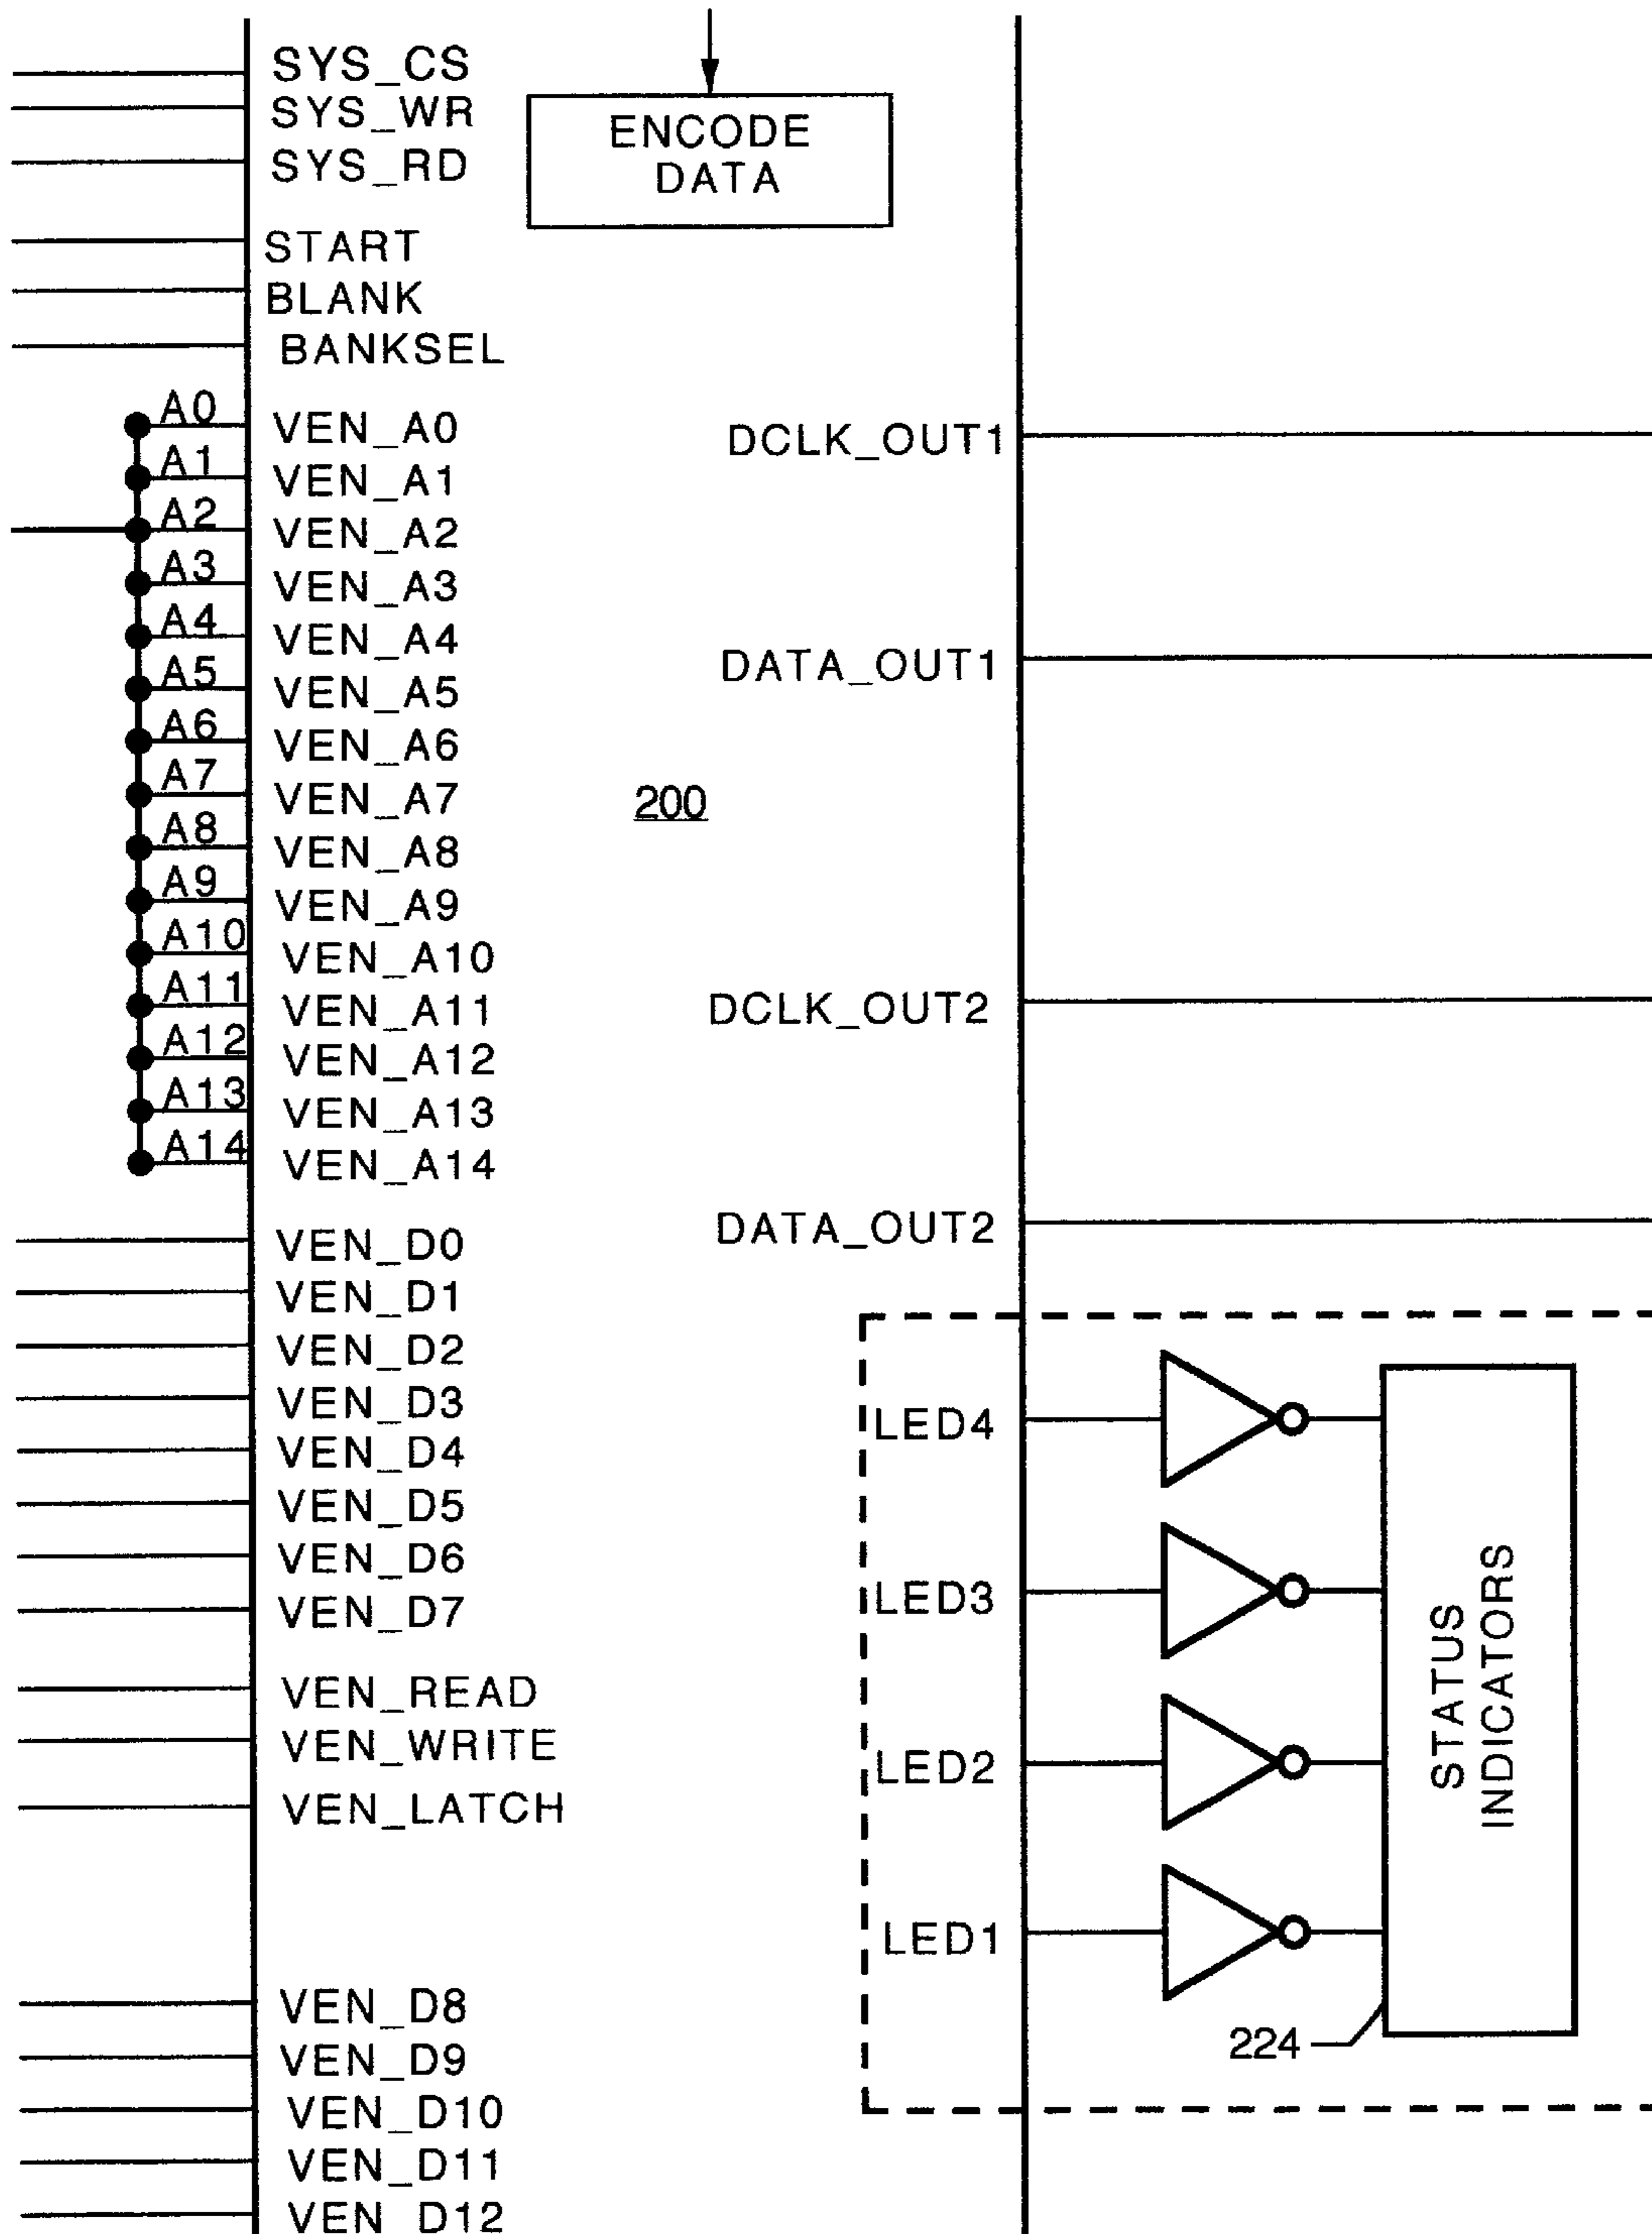 SYS_CS
SYS_WR
SYS_RD
ENCODE
DATA
START
BLANK
BANKSEL
A0
VEN_A0
A1
VEN_A1
A2
VEN_A2
A3
VEN_A3
A4
VEN_A4
A5
VEN_A5
A6
VEN_A6
A7
VEN_A7
A8
VEN_A8
A9
VEN_A9
A10
VEN_A10
A11
VEN_A11
A12
VEN_A12
A13
VEN_A13
A14
VEN_A14
200
DCLK_OUT1
DATA_OUT1
DCLK_OUT2
DATA_OUT2
VEN_D0
VEN_D1
VEN_D2
VEN_D3
VEN_D4
VEN_D5
VEN_D6
VEN_D7
VEN_READ
VEN_WRITE
VEN_LATCH
VEN_D8
VEN_D9
VEN_D10
VEN_D11
VEN_D12
LED4
LED3
LED2
LED1
STATUS
INDICATORS
224